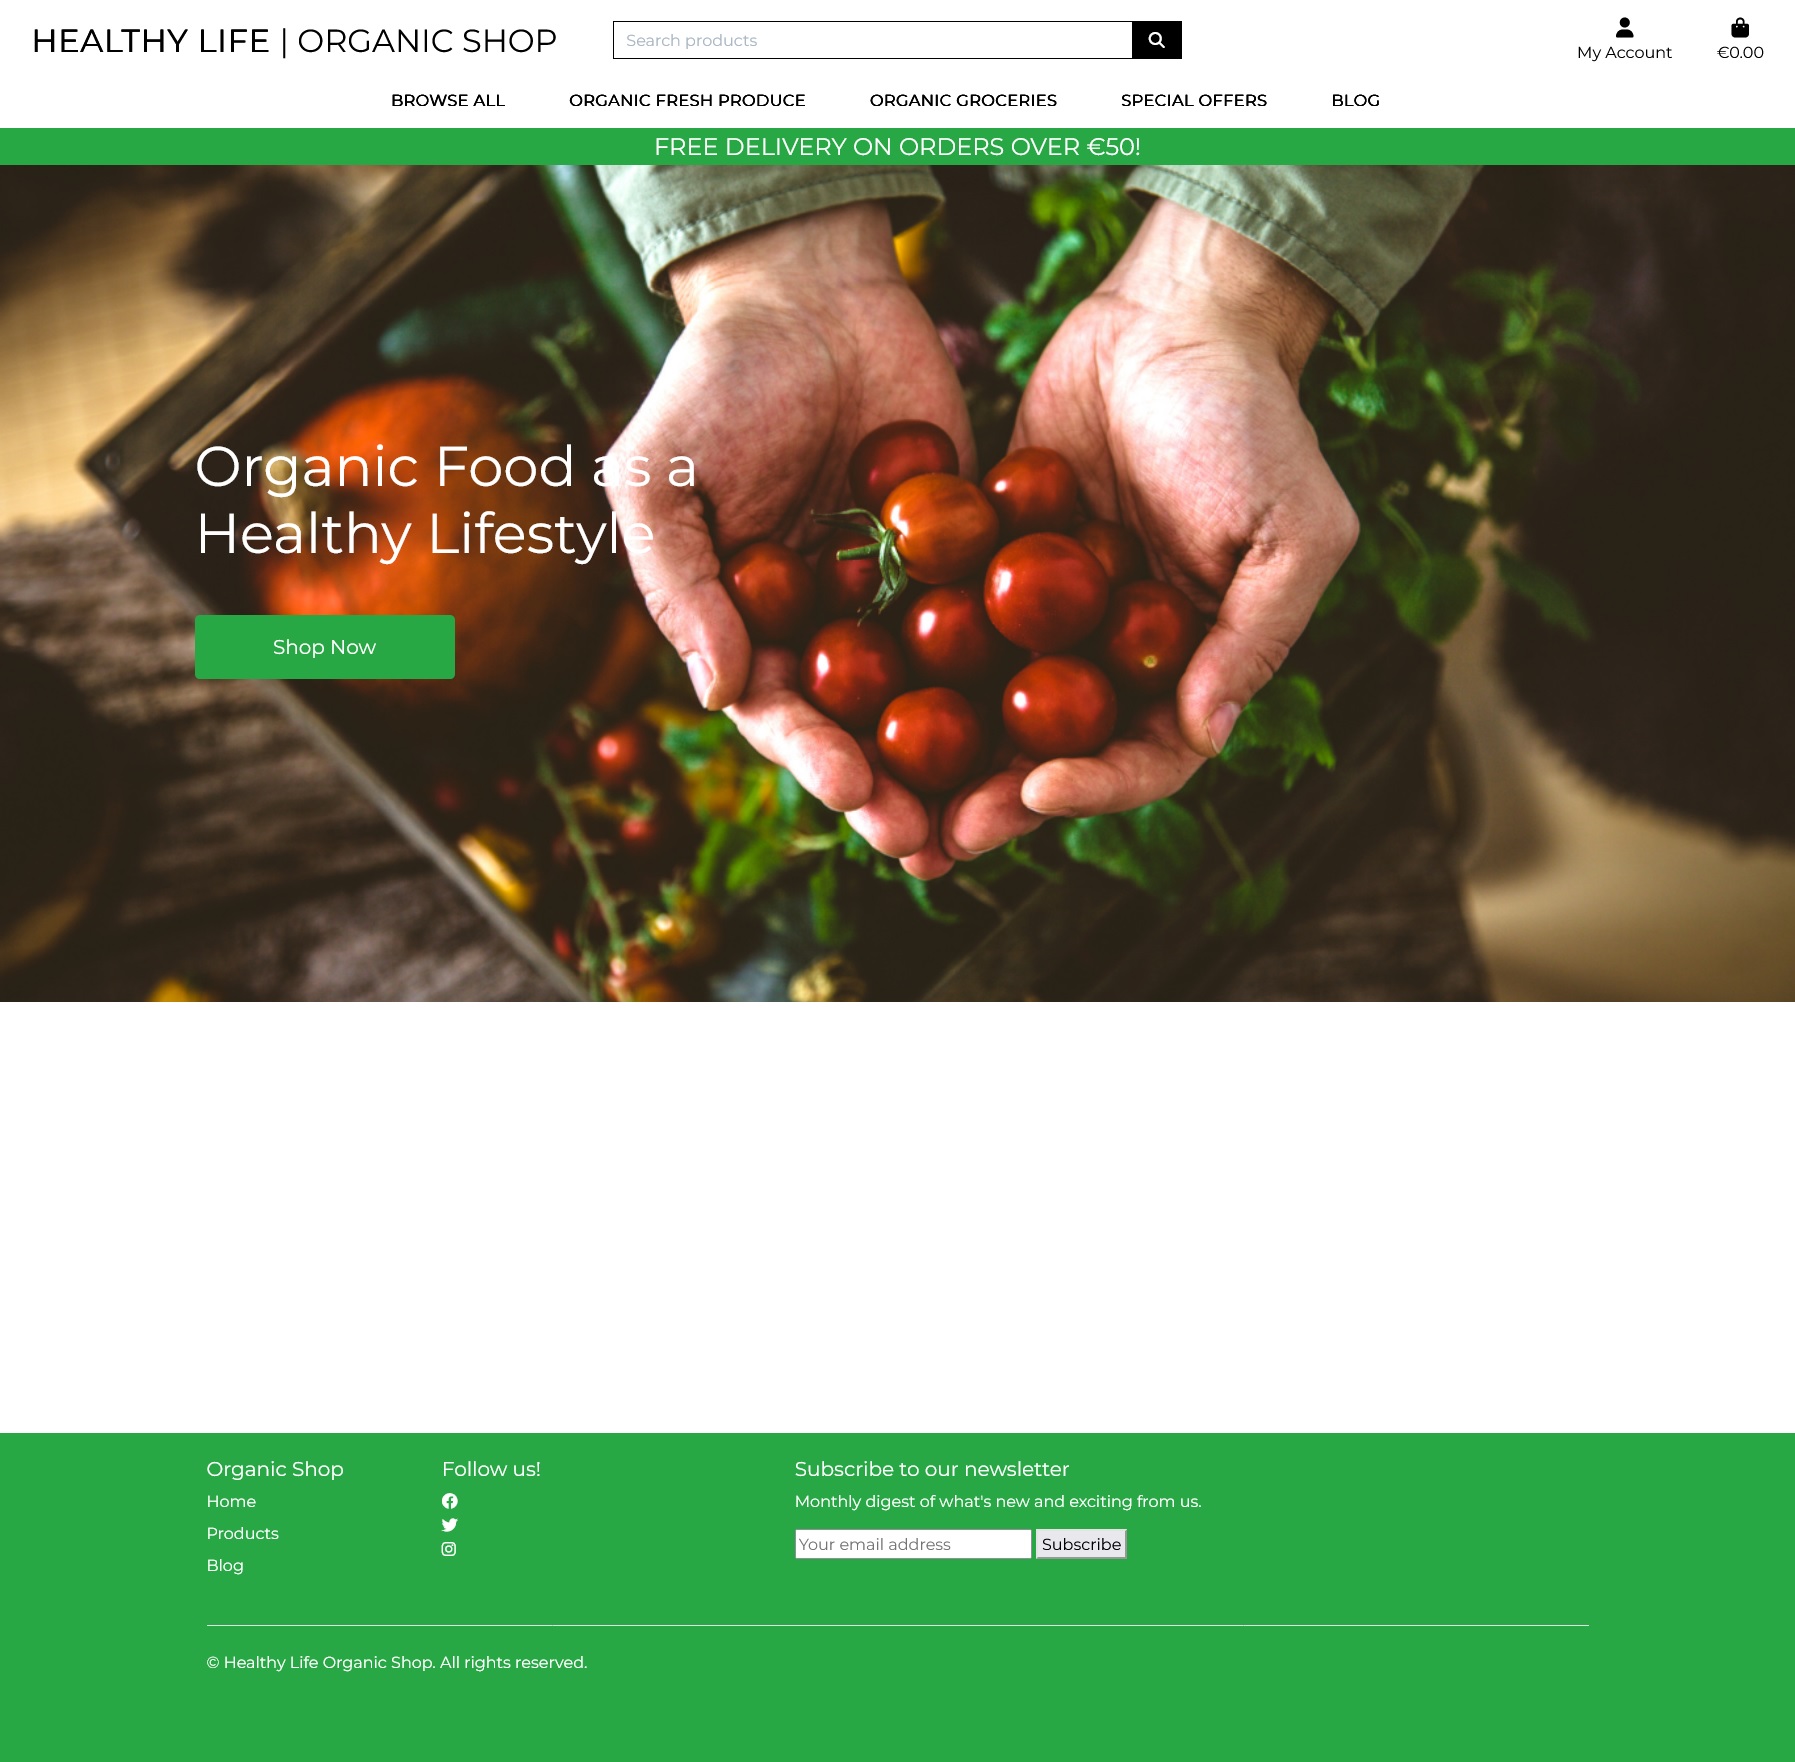 HEALTHY LIFE | ORGANIC SHOP
Search products
My Account
€0.00
BROWSE ALL
ORGANIC FRESH PRODUCE
ORGANIC GROCERIES
SPECIAL OFFERS
BLOG
FREE DELIVERY ON ORDERS OVER €50!
Organic Food as a
Healthy Lifestyle
Shop Now
Organic Shop
Home
Products
Blog
Follow us!
Subscribe to our newsletter
Monthly digest of what's new and exciting from us.
Your email address
Subscribe
© Healthy Life Organic Shop. All rights reserved.